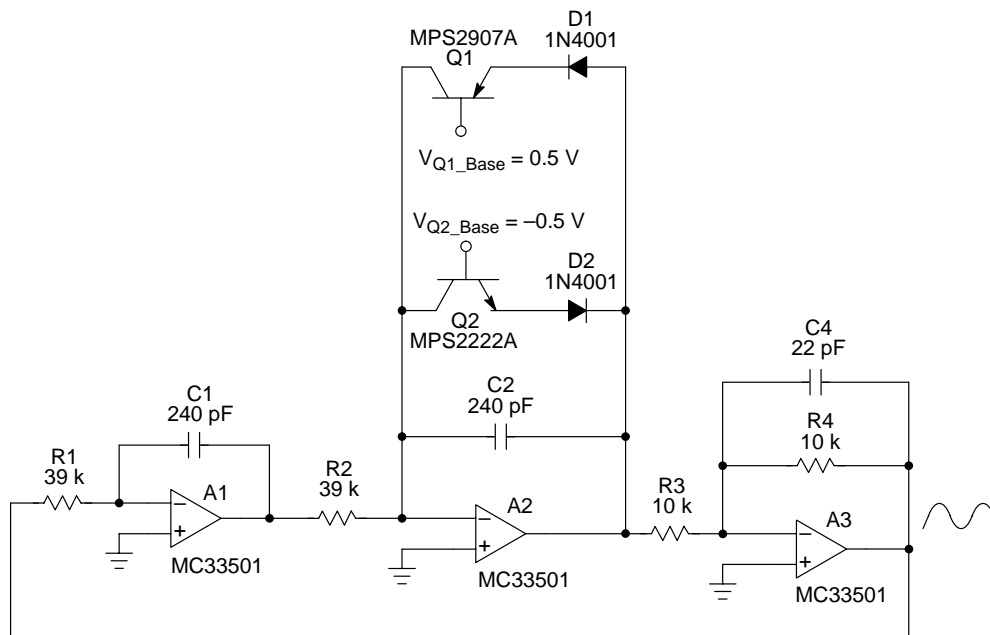 MPS2907A
Q1
D1
1N4001
V_Q1_Base = 0.5 V
V_Q2_Base = –0.5 V
D2
1N4001
Q2
MPS2222A
C4
22 pF
C1
240 pF
C2
240 pF
R4
10 k
R1
39 k
R2
39 k
R3
10 k
A1
A2
A3
–
+
–
+
–
+
MC33501
MC33501
MC33501